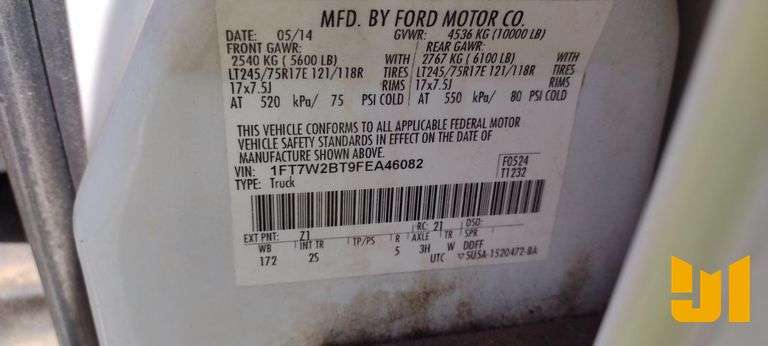 MFD. BY FORD MOTOR CO.
DATE: 05/14 GVWR: 4536 KG (10000 LB)
FRONT GAWR: REAR GAWR:
2540 KG ( 5600 LB) WITH 2767 KG ( 6100 LB) WITH
LT245/75R17E 121/118R TIRES LT245/75R17E 121/118R TIRES
17x7.5J RIMS 17x7.5J RIMS
AT 520 kPa/ 75 PSI COLD AT 550 kPa/ 80 PSI COLD
THIS VEHICLE CONFORMS TO ALL APPLICABLE FEDERAL MOTOR
VEHICLE SAFETY STANDARDS IN EFFECT ON THE DATE OF
MANUFACTURE SHOWN ABOVE.
VIN: 1FT7W2BT9FEA46082 F0524
TYPE: Truck T1232
EXT PNT: Z1 RC: 21 DSO:
WB INT TR TP/PS R AXLE TR SPR
172 25 5 3H W DDFF
UTC 5U5A-1520472-BA